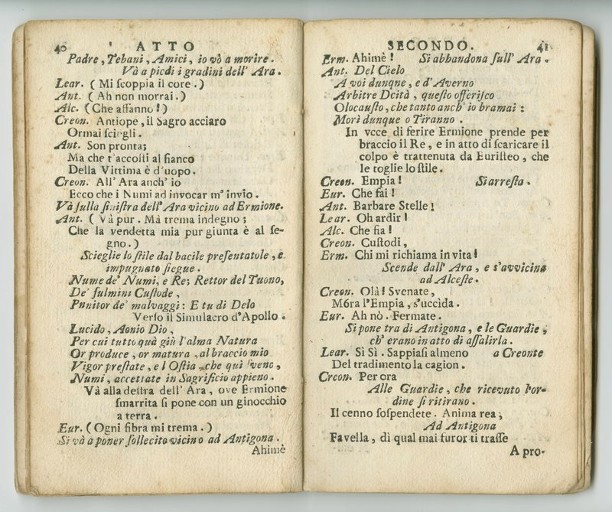 40 ATTO
Padre, Tebani, Amici, io vò a morire.
Và a piedi i gradini dell' Ara.
Lear. ( Mi scoppia il core. )
Ant. ( Ah non morrai. )
Alc. ( Che affanno! )
Creon. Antiope, il Sagro acciaro
Ormai sciegli.
Ant. Son pronta;
Ma che t'accosti al fianco
Della Vittima è d'uopo.
Creon. All' Ara anch' io
Ecco che i Numi ad invocar m' invio.
Và sulla sinistra dell' Ara vicino ad Ermione.
Ant. ( Và pur. Ma trema indegno;
Che la vendetta mia pur giunta è al se-
gno. )
Scieglie lo stile dal bacile presentatole, e
impugnato siegue.
Nume de' Numi, e Re; Rettor del Tuono,
De' fulmini Custode,
Punitor de' malvaggi: E tu di Delo
Verso il Simulacro d'Apollo.
Lucido, Aonio Dio,
Per cui tutto quà giù l'alma Natura
Or produce, or matura, al braccio mio
Vigor prestate, e l'Ostia, che quì sveno,
Numi, accettate in Sagrificio appieno.
Và alla destra dell' Ara, ove Ermione
smarrita si pone con un ginocchio
a terra.
Eur. ( Ogni fibra mi trema. )
Si và a poner sollecito vicino ad Antigona.
Ahimè
SECONDO. 41
Erm. Ahimè! Si abbandona sull' Ara.
Ant. Del Cielo
A voi dunque, e d'Averno
Arbitre Deità, questo offerisco
Olocausto, che tanto anch' io bramai:
Morì dunque o Tiranno.
In vece di ferire Ermione prende per
braccio il Re, e in atto di scaricare il
colpo è trattenuta da Euristeo, che
le toglie lo stile.
Creon. Empia! Si arresta.
Eur. Che fai!
Ant. Barbare Stelle!
Lear. Oh ardir!
Alc. Che fia!
Creon. Custodi,
Erm. Chi mi richiama in vita!
Scende dall' Ara, e s'avvicina
ad Alceste.
Creon. Olà! Svenate,
Mora l'Empia, s'uccida.
Eur. Ah nò. Fermate.
Si pone tra di Antigona, e le Guardie,
ch' erano in atto di assalirla.
Lear. Sì Sì. Sappiasi almeno a Creonte
Del tradimento la cagion.
Creon. Per ora
Alle Guardie, che ricevuto l'or-
dine si ritirano.
Il cenno sospendete. Anima rea,
Ad Antigona
Favella, di qual furor ti trasse
A pro-